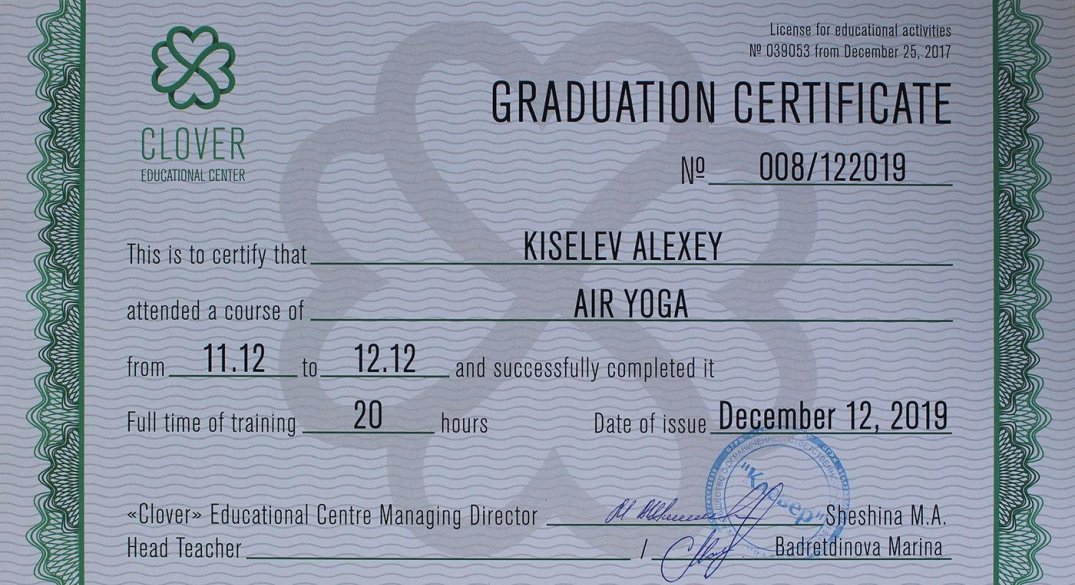 License for educational activities
№ 039053 from December 25, 2017
GRADUATION CERTIFICATE
№ 008/122019
CLOVER
EDUCATIONAL CENTER
This is to certify that KISELEV ALEXEY
attended a course of AIR YOGA
from 11.12 to 12.12 and successfully completed it
Full time of training 20 hours
Date of issue December 12, 2019
"Клевер"
«Clover» Educational Centre Managing Director Speshina M.A.
Head Teacher / Badretdinova Marina